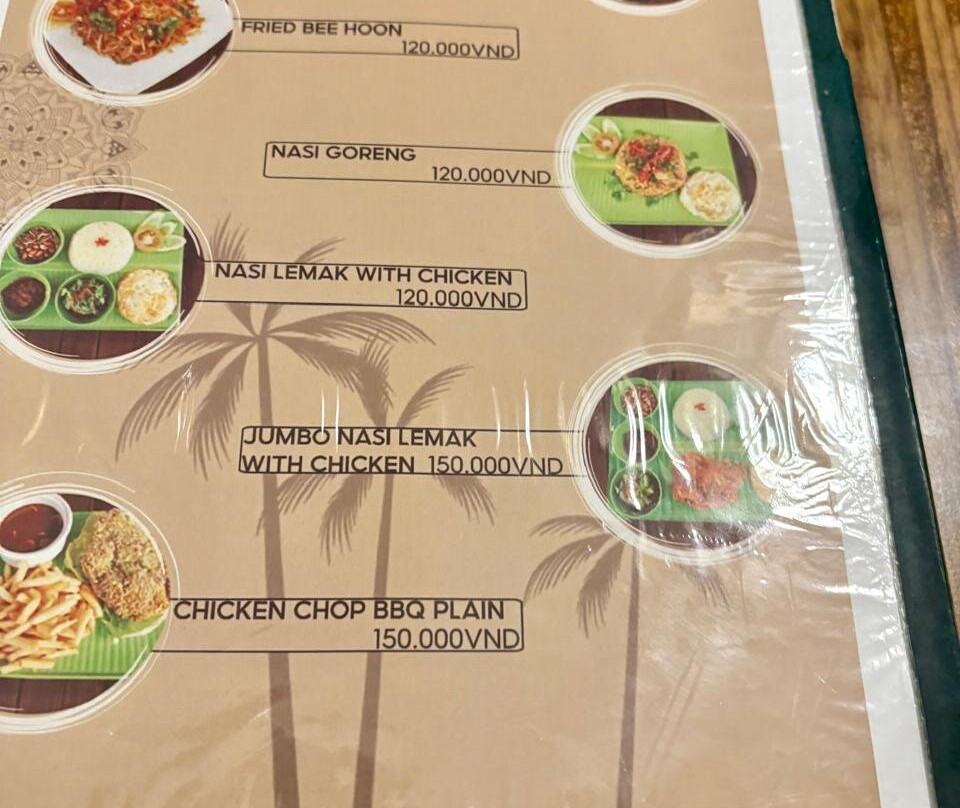 FRIED BEE HOON
120.000VND
NASI GORENG
120.000VND
NASI LEMAK WITH CHICKEN
120.000VND
JUMBO NASI LEMAK
WITH CHICKEN 150.000VND
CHICKEN CHOP BBQ PLAIN
150.000VND